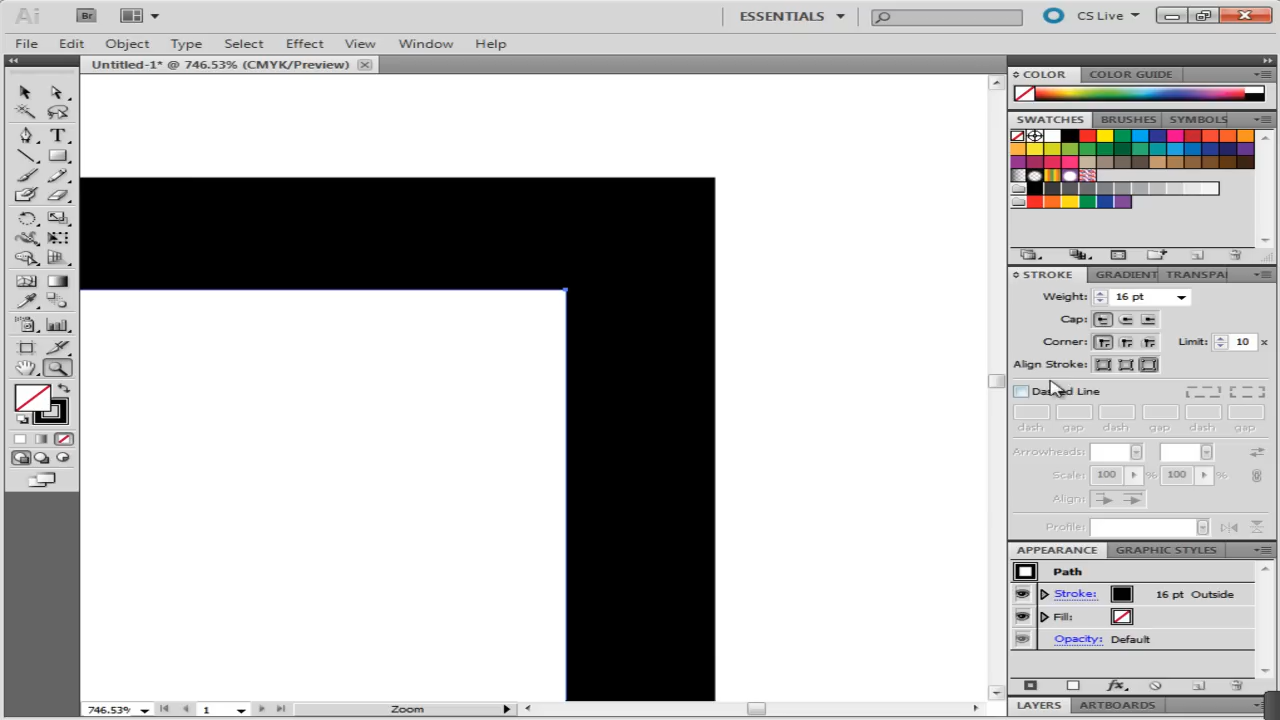 Ai Br ESSENTIALS CS Live
File Edit Object Type Select Effect View Window Help
Untitled-1* @ 746.53% (CMYK/Preview)
COLOR COLOR GUIDE
SWATCHES BRUSHES SYMBOLS
STROKE GRADIENT TRANSPA
Weight: 16 pt
Cap:
Corner: Limit: 10 x
Align Stroke:
Dashed Line
dash gap dash gap dash gap
Arrowheads:
Scale: 100 % 100 %
Align:
Profile:
APPEARANCE GRAPHIC STYLES
Path
Stroke: 16 pt Outside
Fill:
Opacity: Default
fx
LAYERS ARTBOARDS
746.53% 1 Zoom